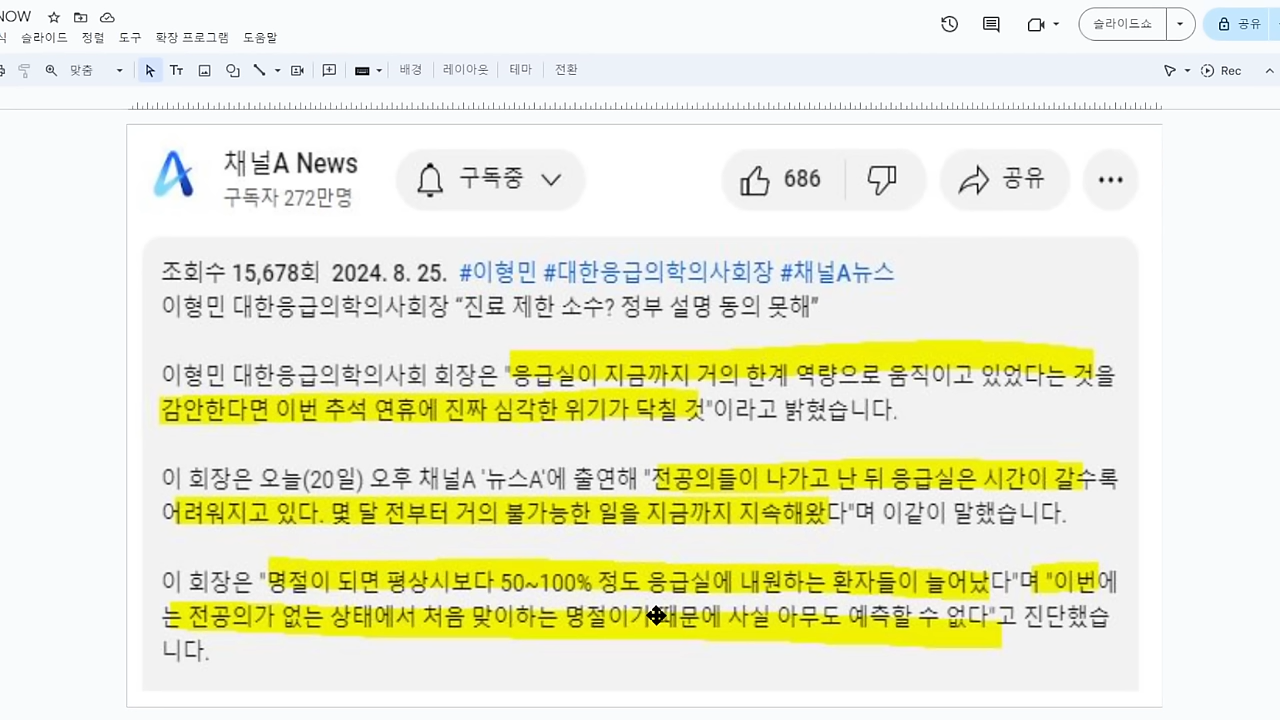 NOW
식 슬라이드 정렬 도구 확장 프로그램 도움말
슬라이드쇼 공유
맞춤 배경 레이아웃 테마 전환 Rec
채널A News
구독자 272만명
구독중 686 공유
조회수 15,678회 2024. 8. 25. #이형민 #대한응급의학의사회장 #채널A뉴스
이형민 대한응급의학의사회장 “진료 제한 소수? 정부 설명 동의 못해”
이형민 대한응급의학의사회 회장은 "응급실이 지금까지 거의 한계 역량으로 움직이고 있었다는 것을
감안한다면 이번 추석 연휴에 진짜 심각한 위기가 닥칠 것"이라고 밝혔습니다.
이 회장은 오늘(20일) 오후 채널A '뉴스A'에 출연해 "전공의들이 나가고 난 뒤 응급실은 시간이 갈수록
어려워지고 있다. 몇 달 전부터 거의 불가능한 일을 지금까지 지속해왔다"며 이같이 말했습니다.
이 회장은 "명절이 되면 평상시보다 50~100% 정도 응급실에 내원하는 환자들이 늘어났다"며 "이번에
는 전공의가 없는 상태에서 처음 맞이하는 명절이기 때문에 사실 아무도 예측할 수 없다"고 진단했습
니다.